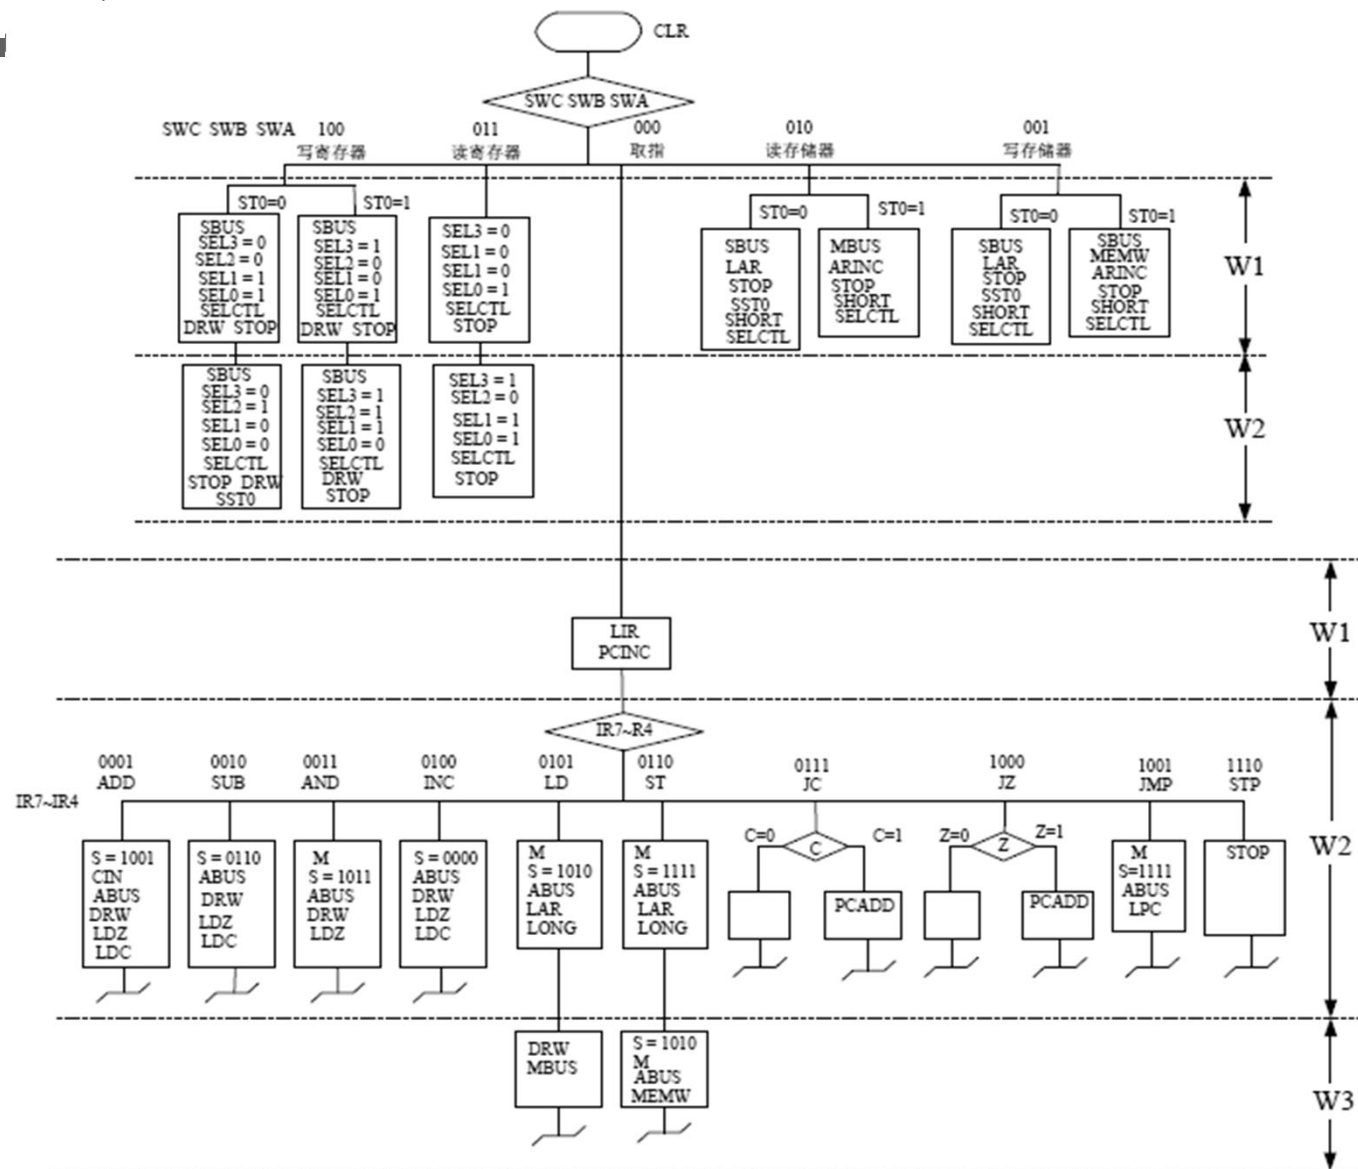 CLR
SWC SWB SWA
SWC SWB SWA 100 011 000 010 001
写寄存器 读寄存器 取指 读存储器 写存储器
ST0=0 ST0=1 ST0=0 ST0=1 ST0=0 ST0=1
SBUS
SEL3 = 0
SEL2 = 0
SEL1 = 1
SEL0 = 1
SELCTL
DRW STOP
SBUS
SEL3 = 1
SEL2 = 0
SEL1 = 0
SEL0 = 1
SELCTL
DRW STOP
SEL3 = 0
SEL1 = 0
SEL1 = 0
SEL0 = 1
SELCTL
STOP
SBUS
LAR
STOP
SST0
SHORT
SELCTL
MBUS
ARINC
STOP
SHORT
SELCTL
SBUS
LAR
STOP
SST0
SHORT
SELCTL
SBUS
MEMW
ARINC
STOP
SHORT
SELCTL
W1
SBUS
SEL3 = 0
SEL2 = 1
SEL1 = 0
SEL0 = 0
SELCTL
STOP DRW
SST0
SBUS
SEL3 = 1
SEL2 = 1
SEL1 = 1
SEL0 = 0
SELCTL
DRW
STOP
SEL3 = 1
SEL2 = 0
SEL1 = 1
SEL0 = 1
SELCTL
STOP
W2
LIR
PCINC
W1
IR7~R4
0001 0010 0011 0100 0101 0110 0111 1000 1001 1110
ADD SUB AND INC LD ST JC JZ JMP STP
IR7~IR4
S = 1001
CIN
ABUS
DRW
LDZ
LDC
S = 0110
ABUS
DRW
LDZ
LDC
M
S = 1011
ABUS
DRW
LDZ
S = 0000
ABUS
DRW
LDZ
LDC
M
S = 1010
ABUS
LAR
LONG
M
S = 1111
ABUS
LAR
LONG
C=0 C C=1
PCADD
Z=0 Z Z=1
PCADD
M
S=1111
ABUS
LPC
STOP
W2
DRW
MBUS
S = 1010
M
ABUS
MEMW
W3